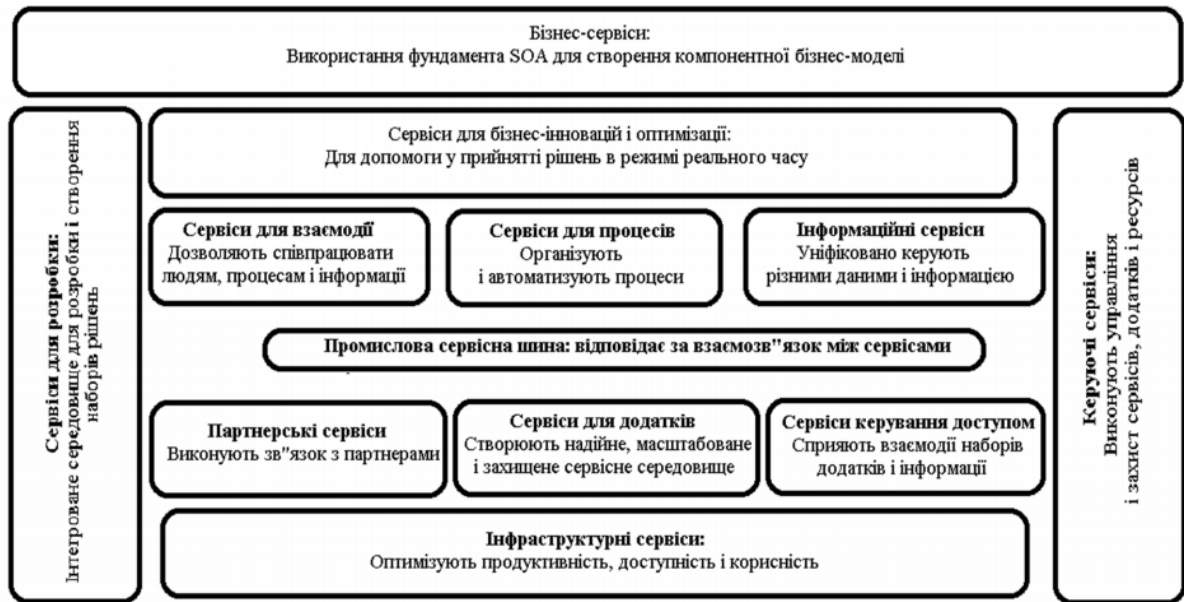 Бізнес-сервіси:
Використання фундамента SOA для створення компонентної бізнес-моделі
Сервіси для розробки:
Інтегроване середовище для розробки і створення
наборів рішень
Сервіси для бізнес-інновацій і оптимізації:
Для допомоги у прийнятті рішень в режимі реального часу
Сервіси для взаємодії
Дозволяють співпрацювати
людям, процесам і інформації
Сервіси для процесів
Організують
і автоматизують процеси
Інформаційні сервіси
Уніфіковано керують
різними даними і інформацією
Промислова сервісна шина: відповідає за взаємозв"язок між сервісами
Партнерські сервіси
Виконують зв"язок з партнерами
Сервіси для додатків
Створюють надійне, масштабоване
і захищене сервісне середовище
Сервіси керування доступом
Сприяють взаємодії наборів
додатків і інформації
Інфраструктурні сервіси:
Оптимізують продуктивність, доступність і корисність
Керуючі сервіси:
Виконують управління
і захист сервісів, додатків і ресурсів